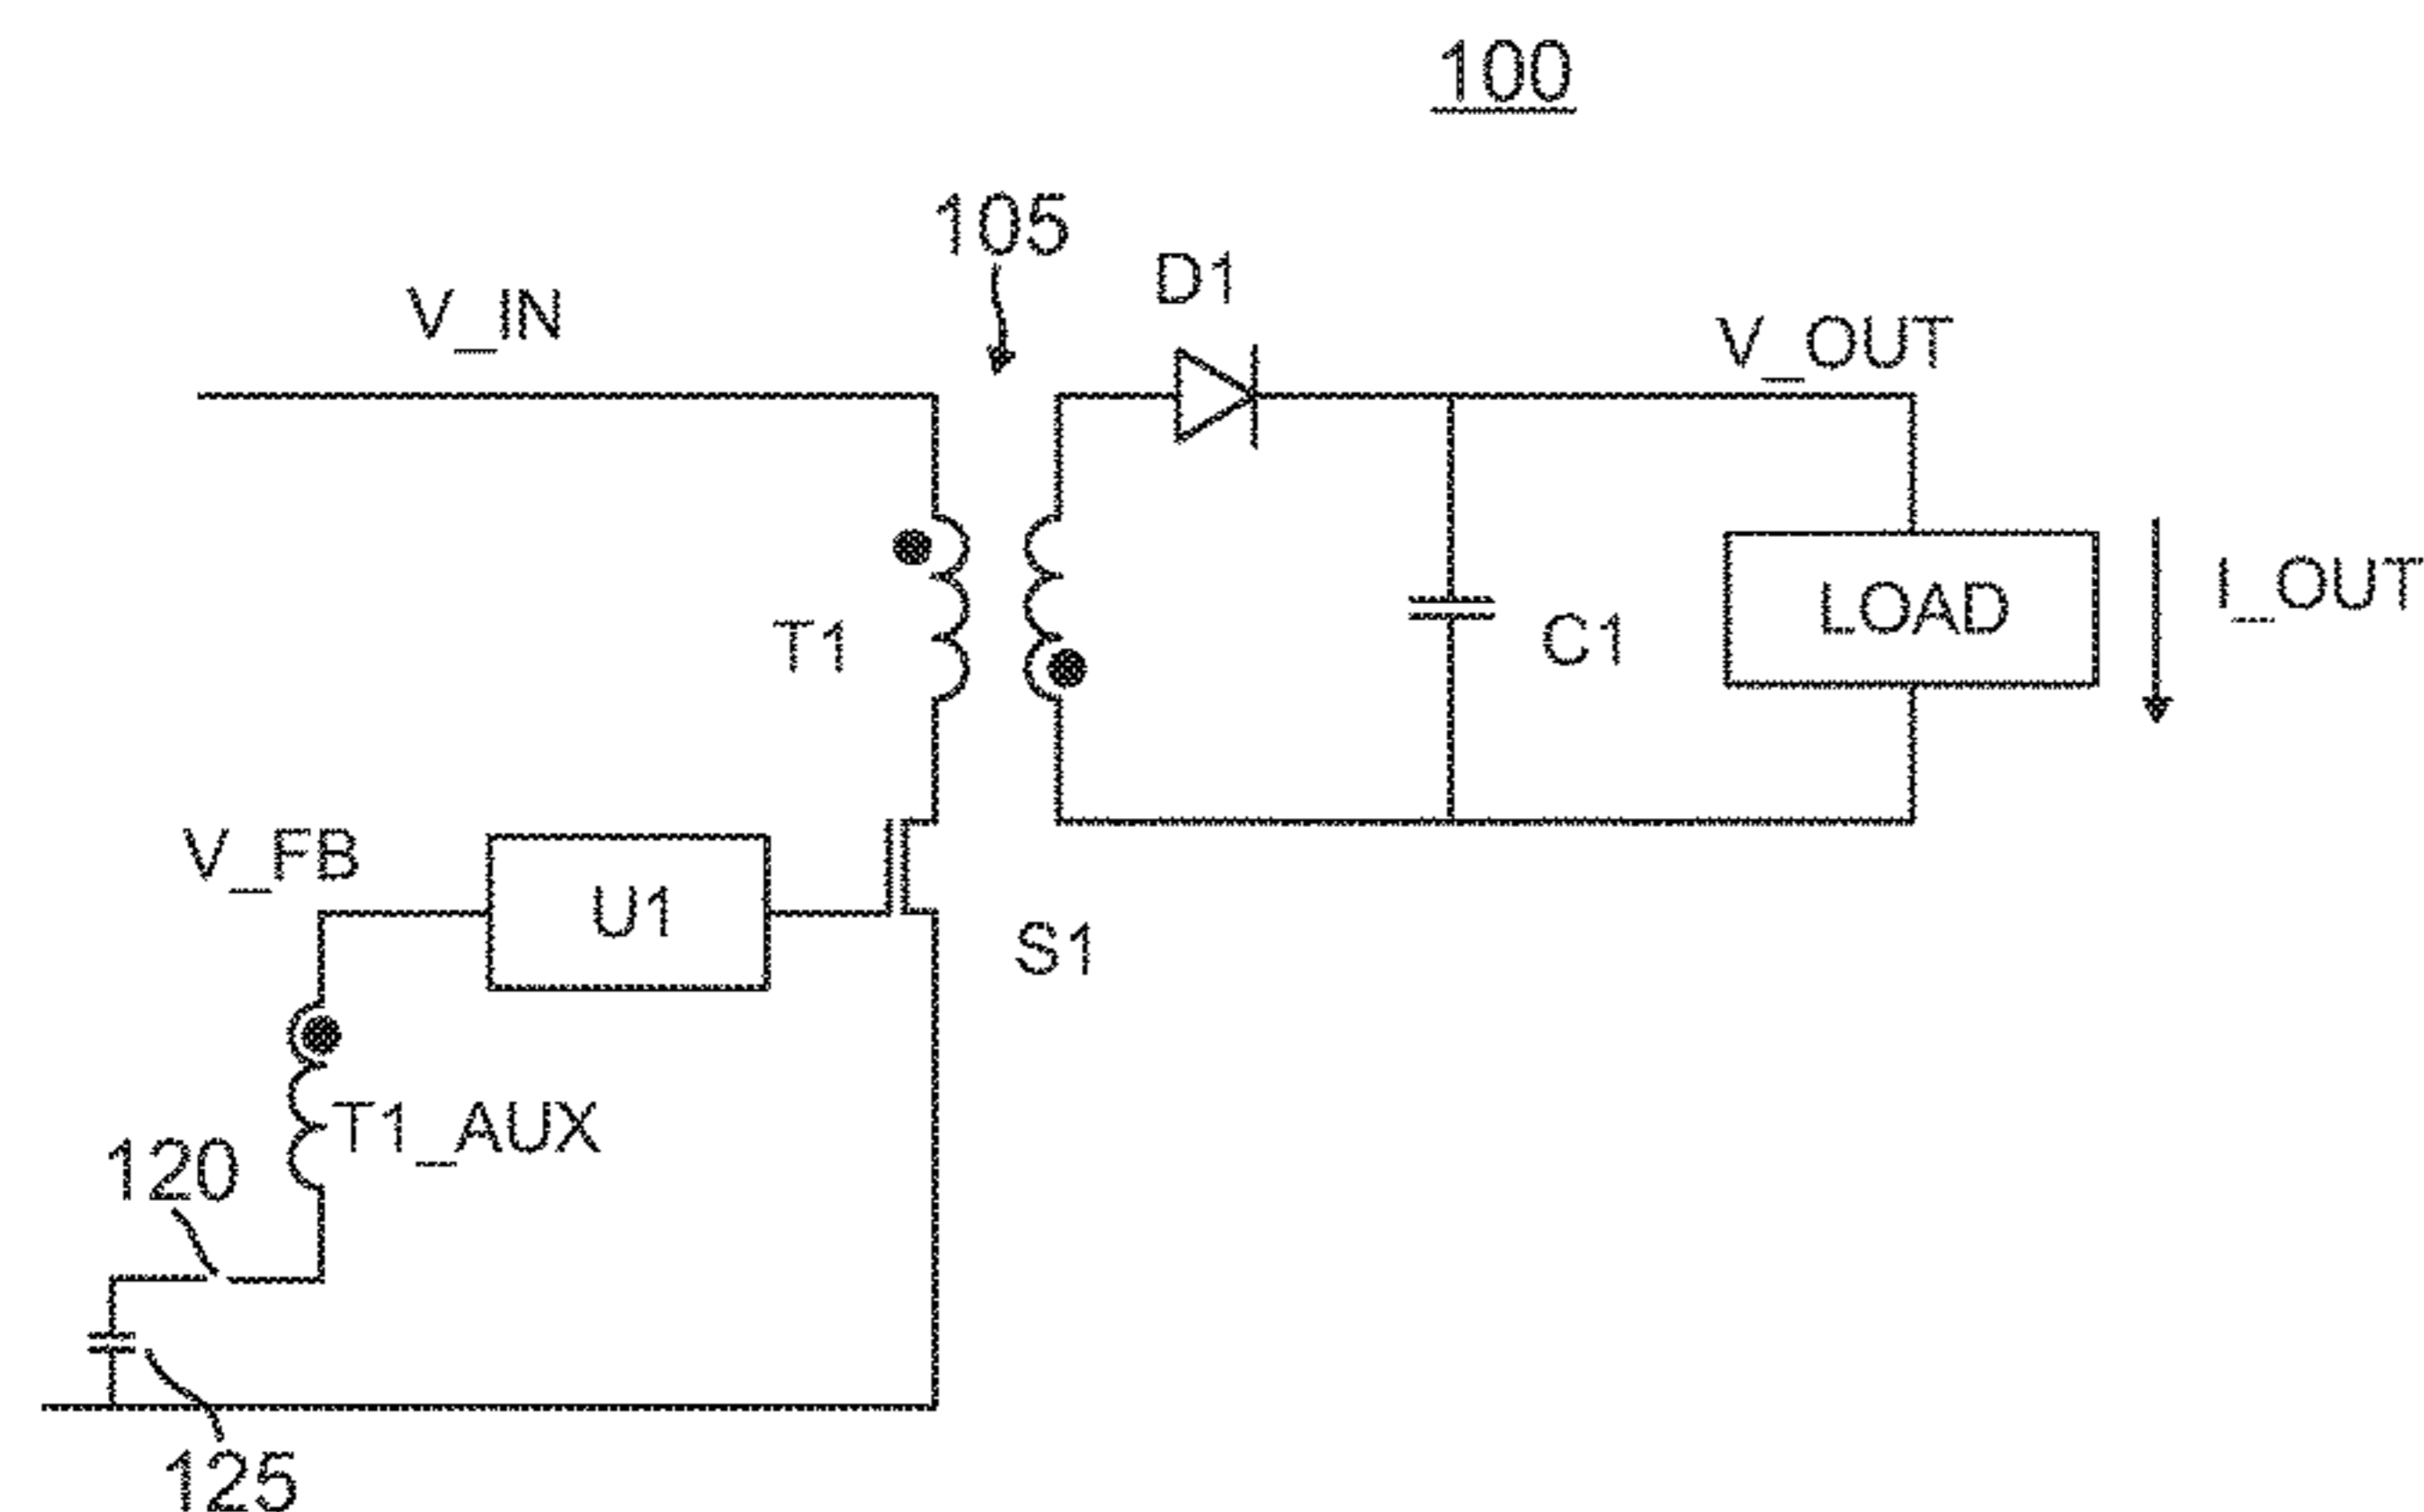 100
105
D1
V_IN
V_OUT
T1
C1
LOAD
I_OUT
V_FB
U1
S1
T1_AUX
120
125